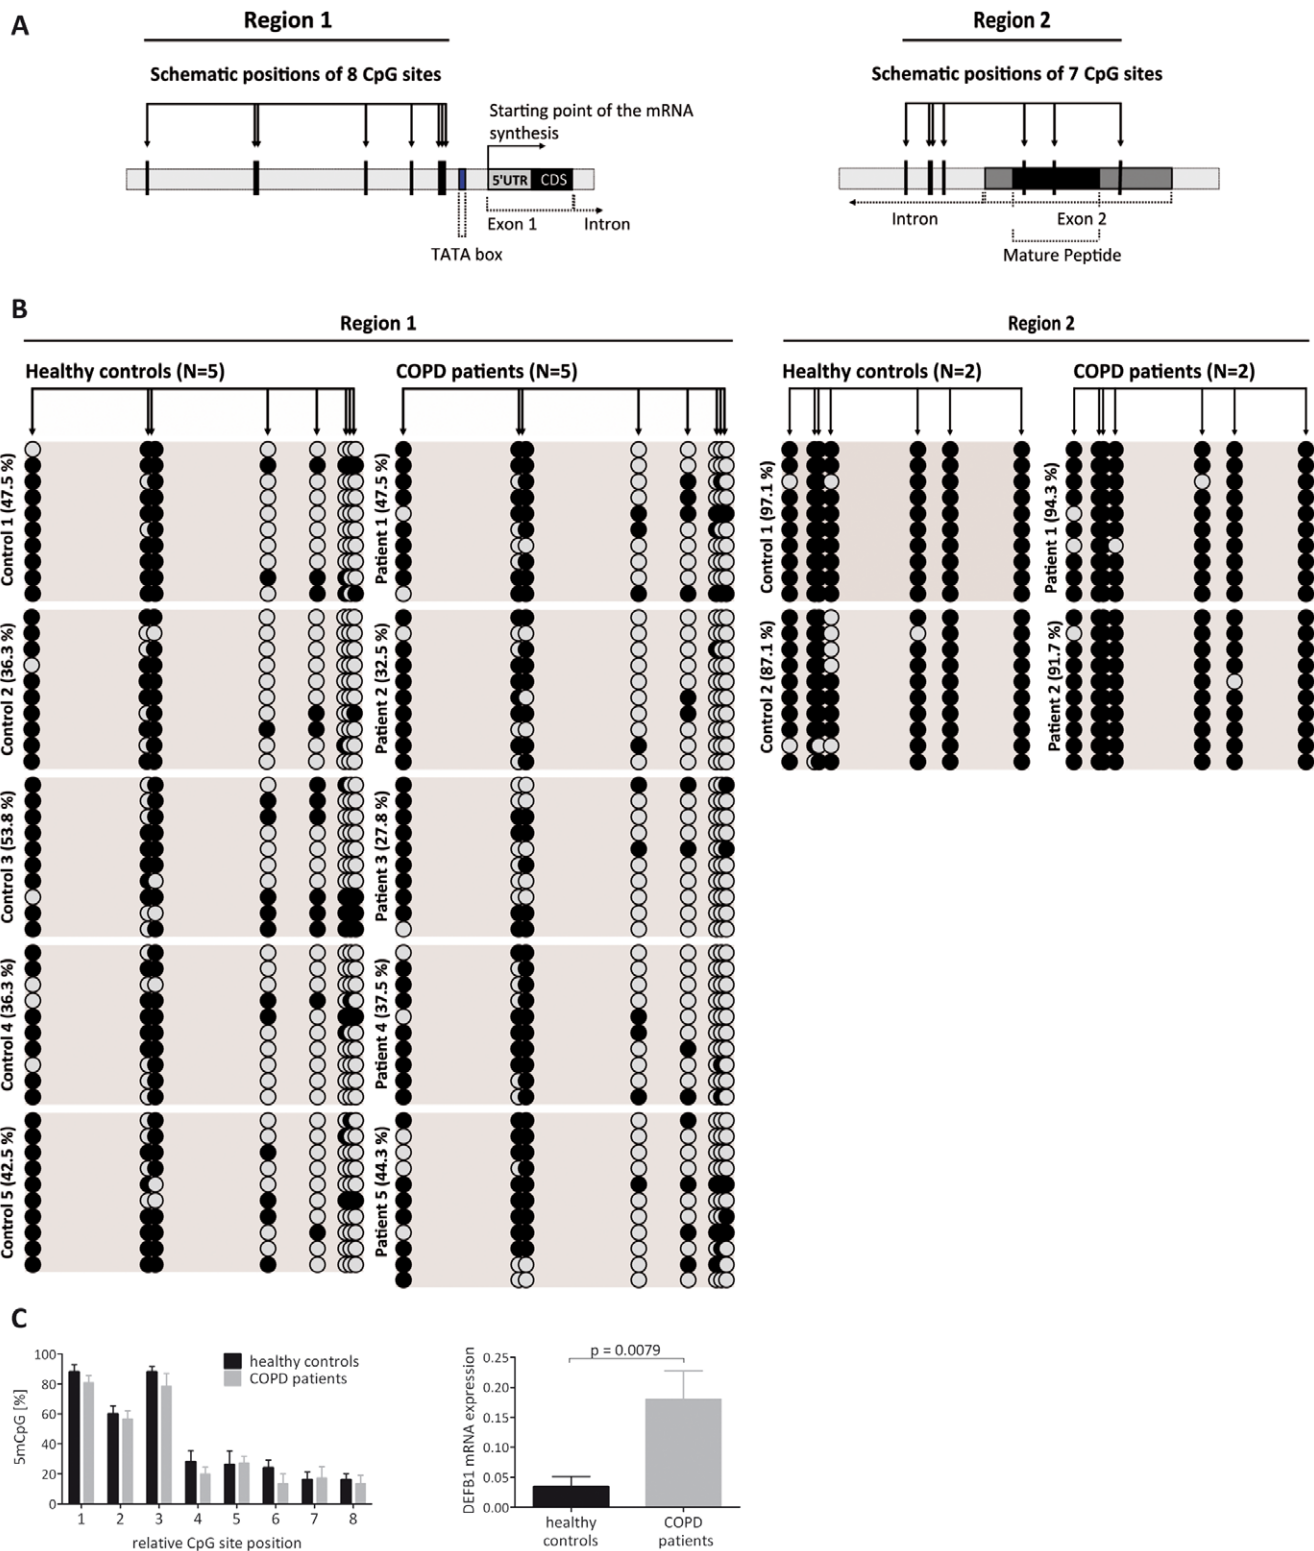 A
Region 1
Region 2
Schematic positions of 8 CpG sites
Schematic positions of 7 CpG sites
Starting point of the mRNA
synthesis
5'UTR
CDS
Exon 1
Intron
TATA box
Intron
Exon 2
Mature Peptide
B
Region 1
Region 2
Healthy controls (N=5)
COPD patients (N=5)
Healthy controls (N=2)
COPD patients (N=2)
Control 1 (47.5 %)
Patient 1 (47.5 %)
Control 1 (97.1 %)
Patient 1 (94.3 %)
Control 2 (36.3 %)
Patient 2 (32.5 %)
Control 2 (87.1 %)
Patient 2 (91.7 %)
Control 3 (53.8 %)
Patient 3 (27.8 %)
Control 4 (36.3 %)
Patient 4 (37.5 %)
Control 5 (42.5 %)
Patient 5 (44.3 %)
C
5mCpG [%]
100
80
60
40
20
0
healthy controls
COPD patients
1 2 3 4 5 6 7 8
relative CpG site position
DEFB1 mRNA expression
0.25
0.20
0.15
0.10
0.05
0.00
p = 0.0079
healthy
controls
COPD
patients